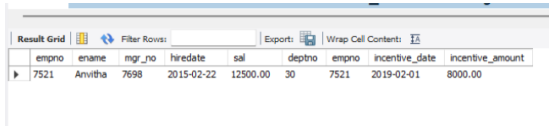 Result Grid Filter Rows: Export: Wrap Cell Content:
empno ename mgr_no hiredate sal deptno empno incentive_date incentive_amount
7521 Anvitha 7698 2015-02-22 12500.00 30 7521 2019-02-01 8000.00